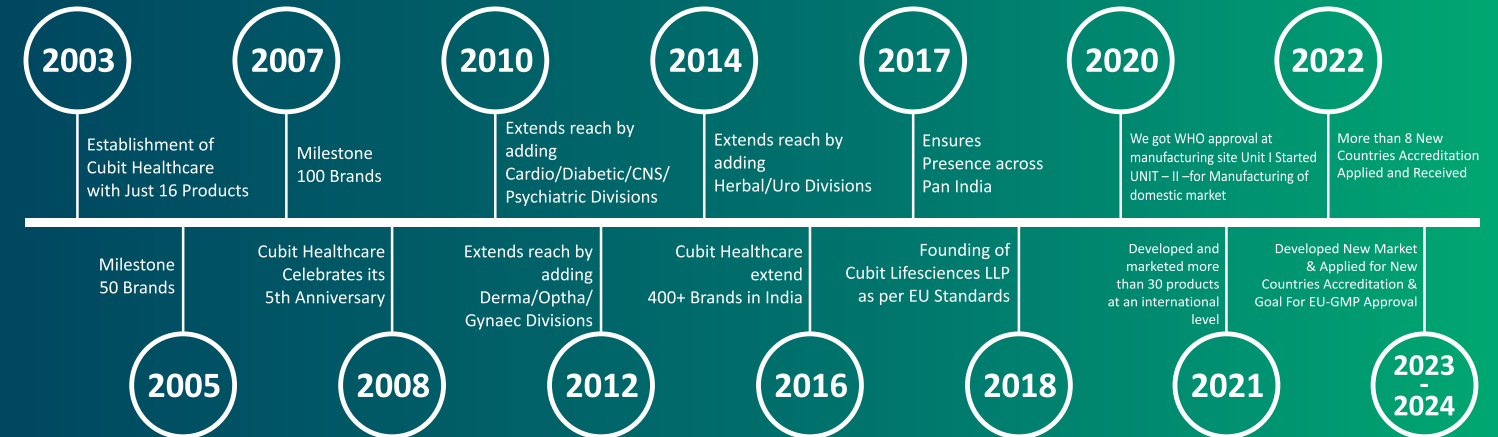 2003
Establishment of
Cubit Healthcare
with Just 16 Products
2005
Milestone
50 Brands
2007
Milestone
100 Brands
2008
Cubit Healthcare
Celebrates its
5th Anniversary
2010
Extends reach by
adding
Cardio/Diabetic/CNS/
Psychiatric Divisions
2012
Extends reach by
adding
Derma/Optha/
Gynaec Divisions
2014
Extends reach by
adding
Herbal/Uro Divisions
2016
Cubit Healthcare
extend
400+ Brands in India
2017
Ensures
Presence across
Pan India
2018
Founding of
Cubit Lifesciences LLP
as per EU Standards
2020
We got WHO approval at
manufacturing site Unit I Started
UNIT – II –for Manufacturing of
domestic market
2021
Developed and
marketed more
than 30 products
at an international
level
2022
More than 8 New
Countries Accreditation
Applied and Received
2023
-
2024
Developed New Market
& Applied for New
Countries Accreditation &
Goal For EU-GMP Approval